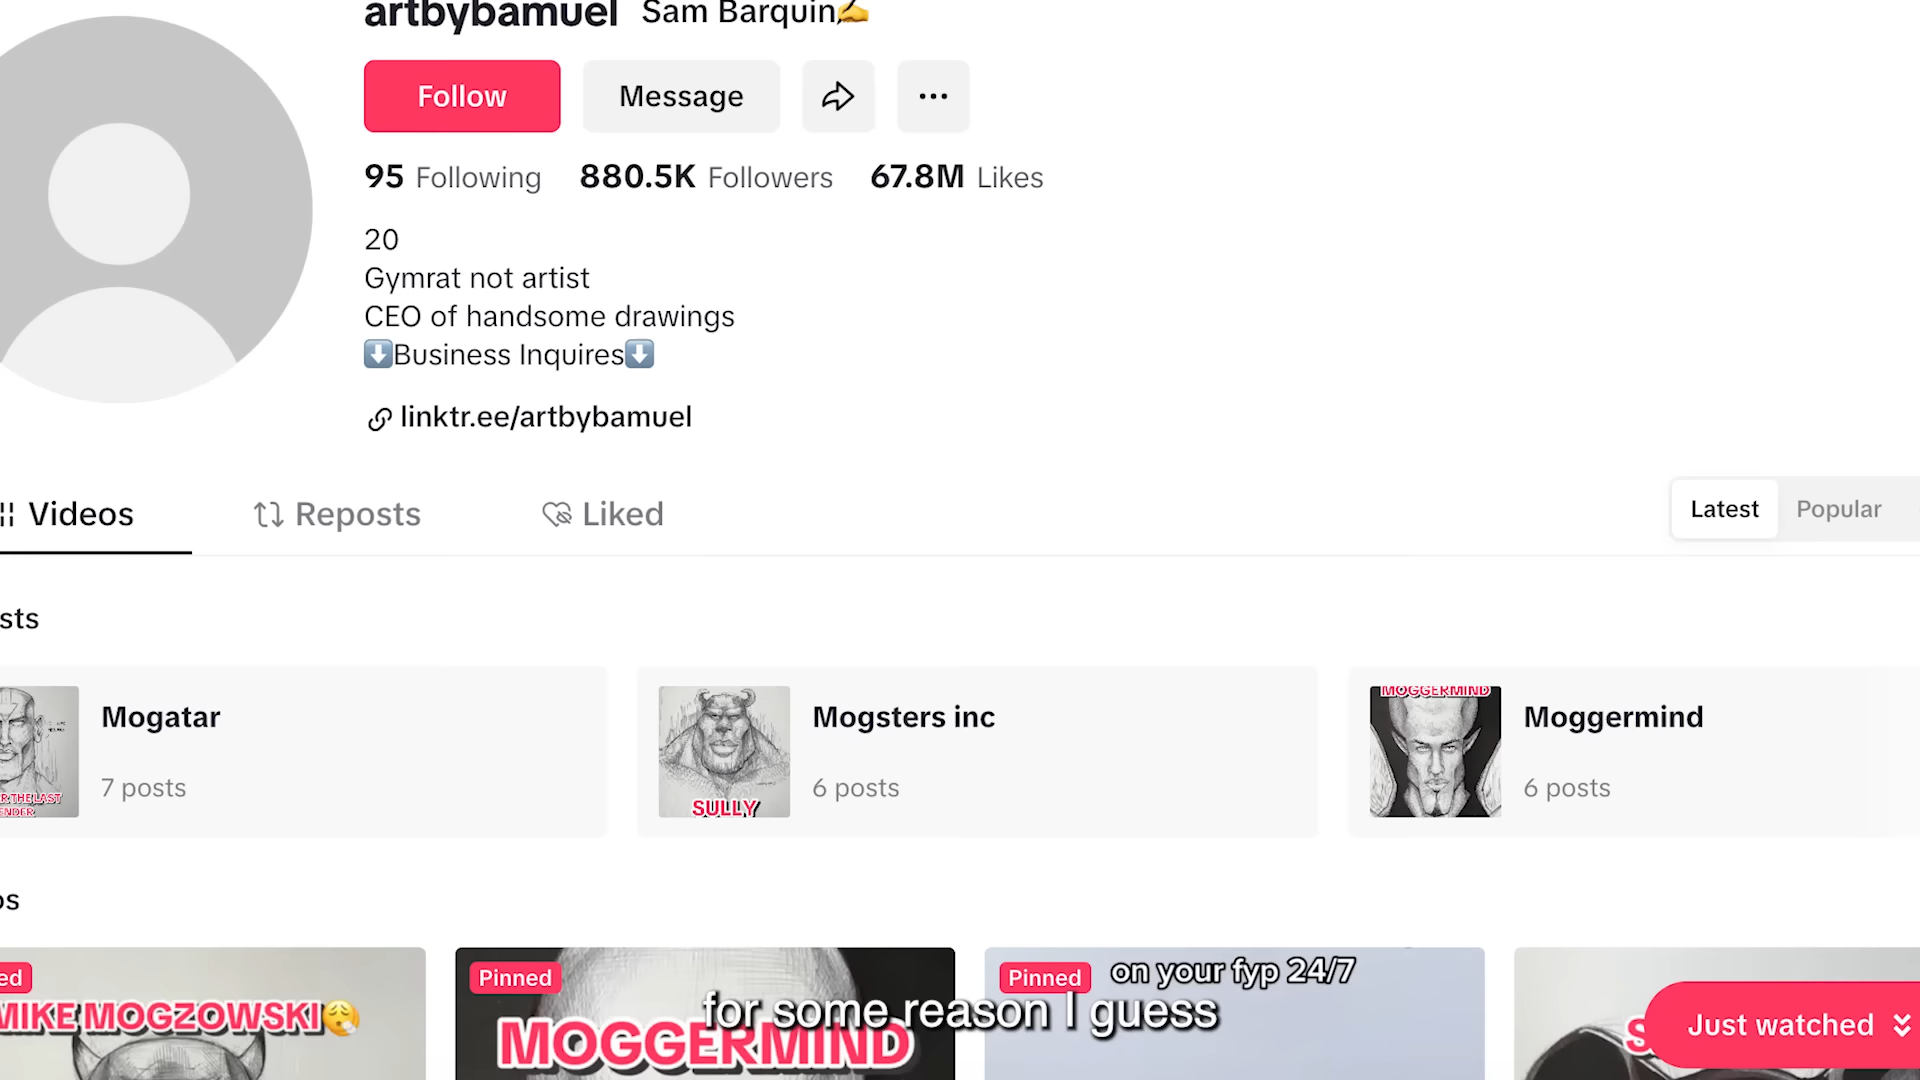 artbybamuel Sam Barquin✍️
Follow Message ...
95 Following 880.5K Followers 67.8M Likes
20
Gymrat not artist
CEO of handsome drawings
⬇️Business Inquires⬇️
linktr.ee/artbybamuel
Videos Reposts Liked
Latest Popular
sts
Mogatar
7 posts
R THE LAST
ENDER
Mogsters inc
6 posts
SULLY
Moggermind
6 posts
MOGGERMIND
os
ed
MIKE MOGZOWSKI😮‍💨
Pinned
MOGGERMIND
Pinned
on your fyp 24/7
for some reason I guess
S
Just watched